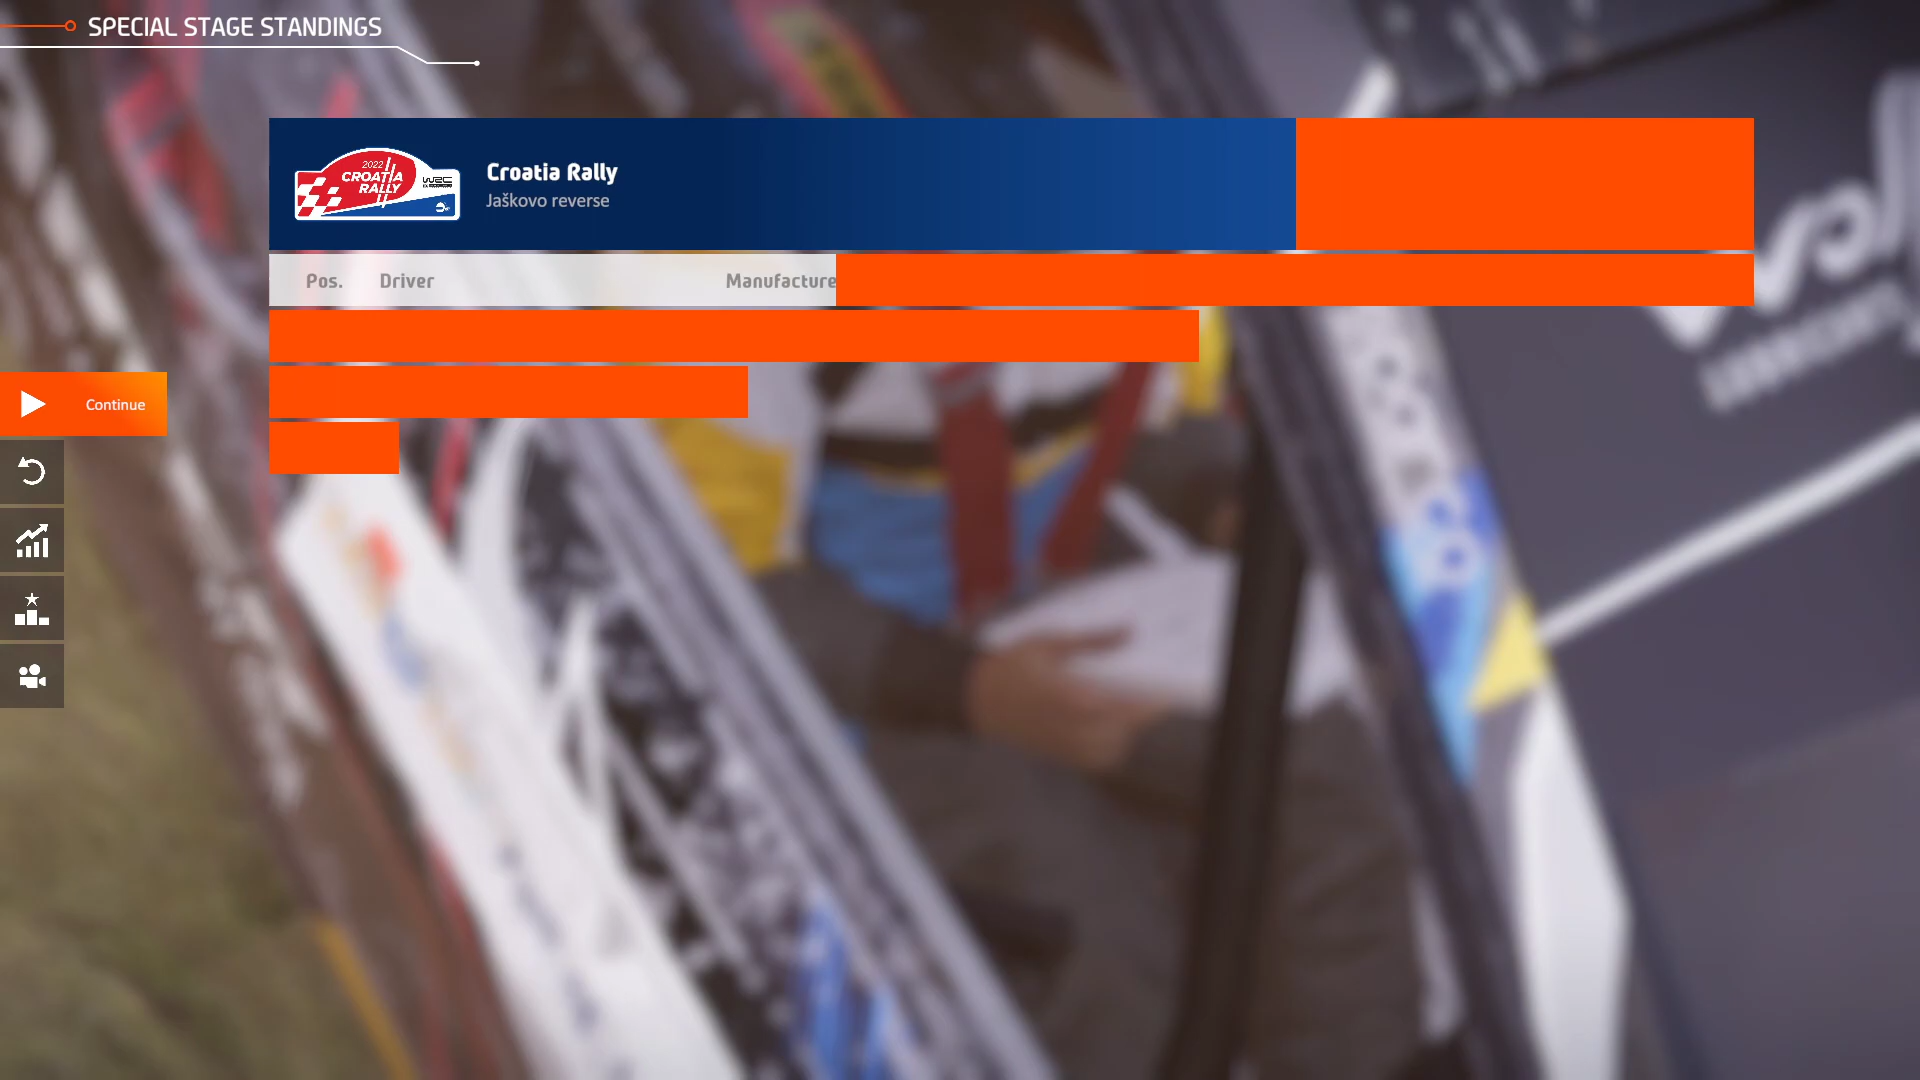 SPECIAL STAGE STANDINGS
2022
CROATIA
RALLY
WRC
Croatia Rally
Jaškovo reverse
Pos. Driver Manufacture
Continue